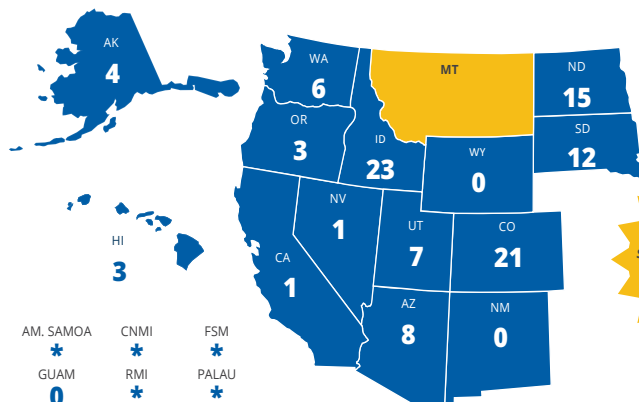 AK
4
WA
6
MT
ND
15
OR
3
ID
23
SD
12
WY
0
HI
3
NV
1
UT
7
CO
21
CA
1
AZ
8
NM
0
AM. SAMOA CNMI FSM
* * *
GUAM RMI PALAU
0 * *